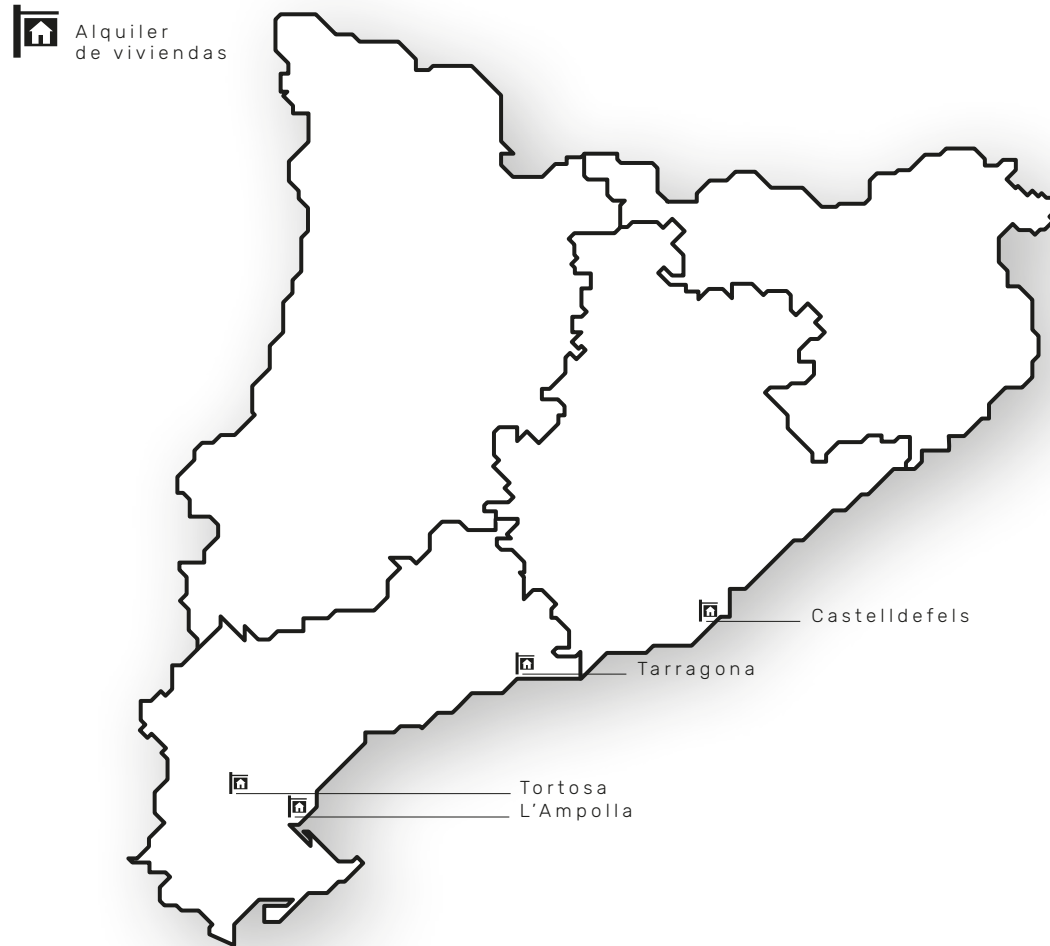 Alquiler
de viviendas
Castelldefels
Tarragona
Tortosa
L'Ampolla